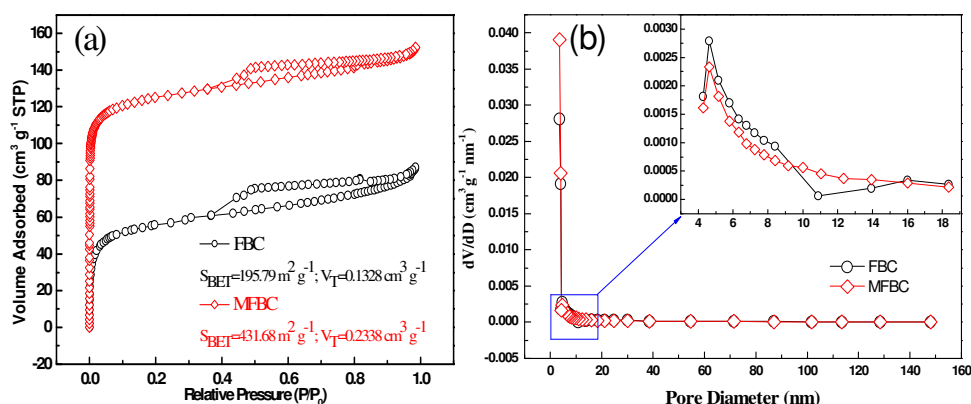 (a)
160
140
120
100
80
60
40
20
0
-20
Volume Adsorbed (cm³ g⁻¹ STP)
FBC
S_BET=195.79 m² g⁻¹; V_T=0.1328 cm³ g⁻¹
MFBC
S_BET=431.68 m² g⁻¹; V_T=0.2338 cm³ g⁻¹
0.0 0.2 0.4 0.6 0.8 1.0
Relative Pressure (P/P₀)
(b)
0.040
0.035
0.030
0.025
0.020
0.015
0.010
0.005
0.000
-0.005
dV/dD (cm³ g⁻¹ nm⁻¹)
0.0030
0.0025
0.0020
0.0015
0.0010
0.0005
0.0000
4 6 8 10 12 14 16 18
FBC
MFBC
0 20 40 60 80 100 120 140 160
Pore Diameter (nm)